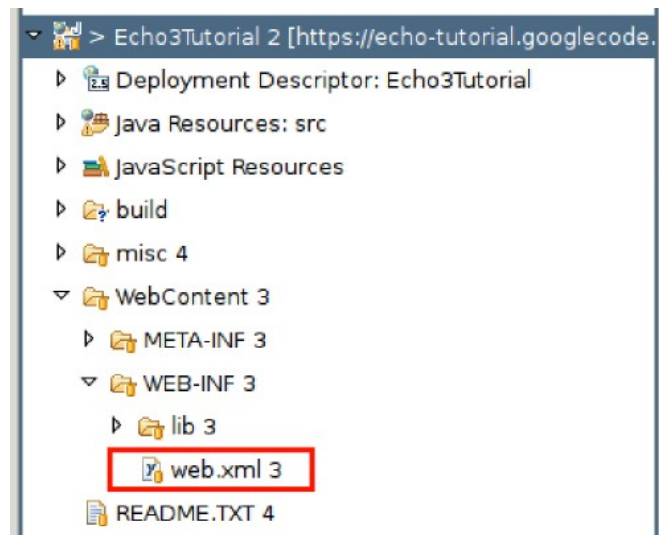 > Echo3Tutorial 2 [https://echo-tutorial.googlecode.
Deployment Descriptor: Echo3Tutorial
Java Resources: src
JavaScript Resources
build
misc 4
WebContent 3
META-INF 3
WEB-INF 3
lib 3
web.xml 3
README.TXT 4